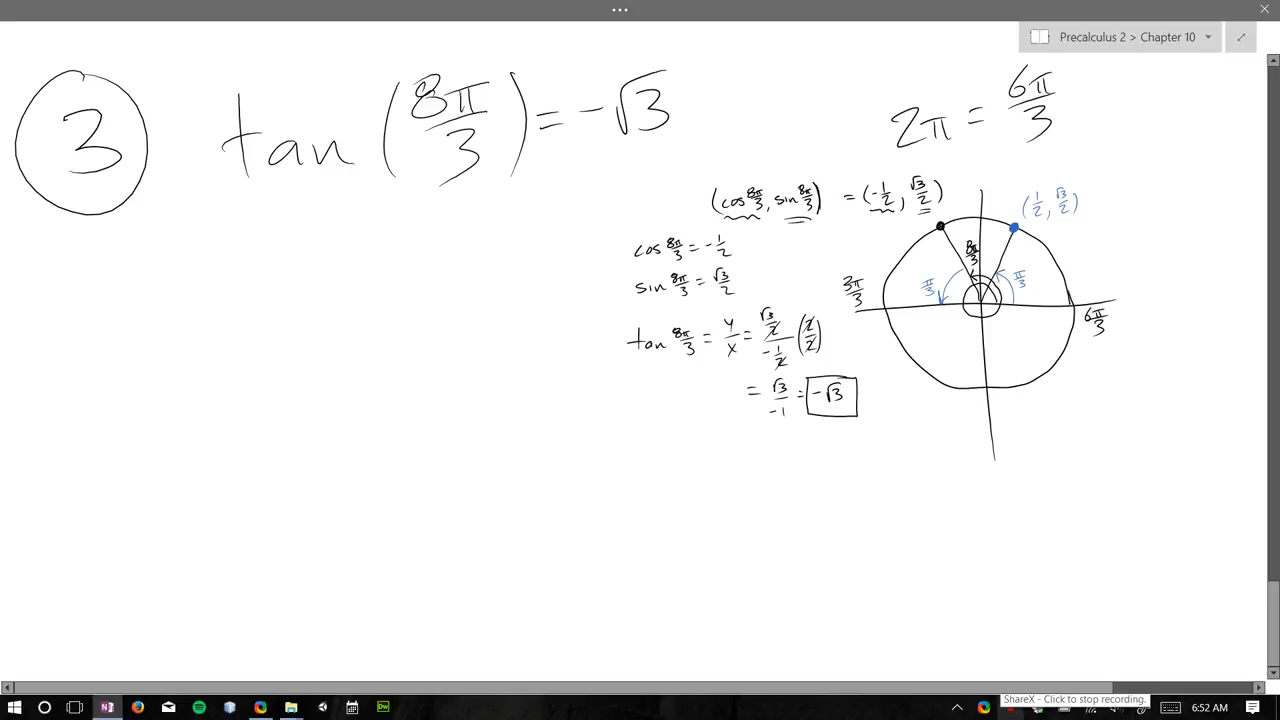 Precalculus 2 > Chapter 10
3
tan (8π/3) = -√3
2π = 6π/3
(cos 8π/3, sin 8π/3) = (-1/2, √3/2)
(1/2, √3/2)
cos 8π/3 = -1/2
sin 8π/3 = √3/2
8π/3
π/3
π/3
3π/3
6π/3
tan 8π/3 = y/x = (√3/2)/(-1/2) (2/2)
= √3/-1 = -√3
ShareX - Click to stop recording.
N
Dw
6:52 AM